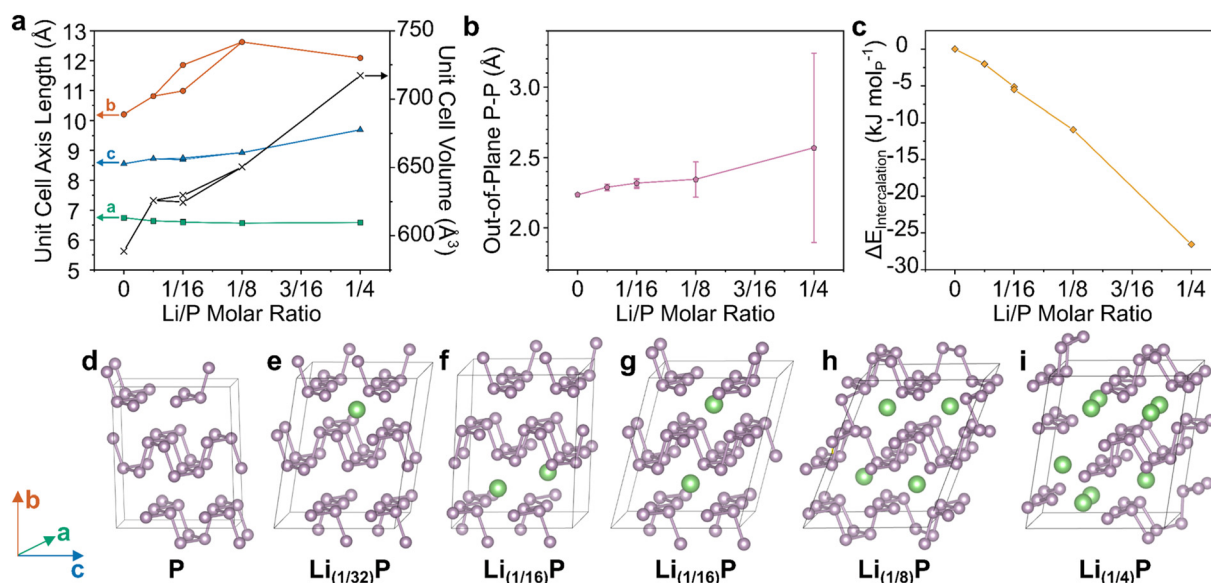 a
Unit Cell Axis Length (Å)
13
12
11
10
9
8
7
6
5
b
c
a
0
1/16
1/8
3/16
1/4
Li/P Molar Ratio
750
700
650
600
Unit Cell Volume (Å³)
b
Out-of-Plane P-P (Å)
3.0
2.5
2.0
0
1/16
1/8
3/16
1/4
Li/P Molar Ratio
c
ΔE Intercalation (kJ mol_P⁻¹)
0
-5
-10
-15
-20
-25
-30
0
1/16
1/8
3/16
1/4
Li/P Molar Ratio
d
e
f
g
h
i
b
a
c
P
Li(1/32)P
Li(1/16)P
Li(1/16)P
Li(1/8)P
Li(1/4)P